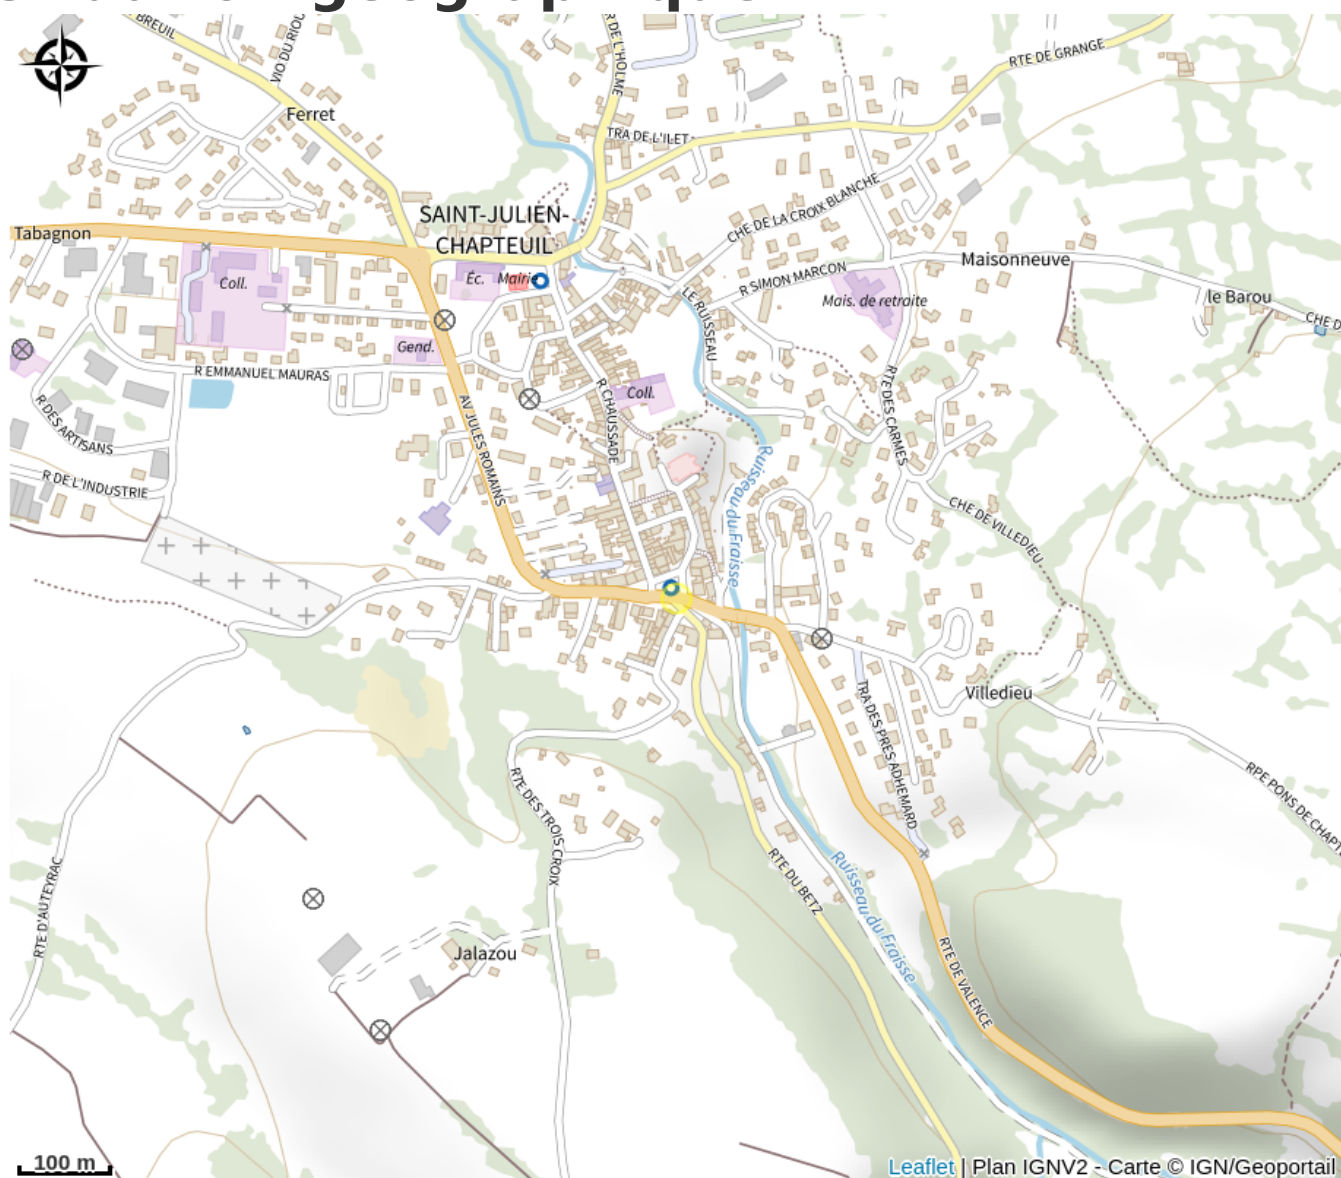 géographique
BREUIL
VIO DU RIOU
R DE L'HOLME
RTE DE GRANGE
Ferret
TRA DE L'ILET
CHE DE LA CROIX BLANCHE
SAINT-JULIEN-
CHAPTEUIL
Tabagnon
Coll.
Éc.
Mairie
R SIMON MARCON
Maisonneuve
Mais. de retraite
le Barou
CHE D
LE RUISSEAU
Gend.
R EMMANUEL MAURAS
R DES ARTISANS
AV JULES ROMAINS
R CHAUSSADE
Coll.
RTE DES CARMES
R DE L'INDUSTRIE
Ruisseau du Fraisse
CHE DE VILLEDIEU
Villedieu
TRA DES PRES ADHEMARD
RPE PONS DE CHAPT
RTE DES TROIS CROIX
RTE DU BETZ
Ruisseau du Fraisse
RTE D'AUTEYRAC
Jalazou
RTE DE VALENCE
100 m
Leaflet | Plan IGNV2 - Carte © IGN/Geoportail